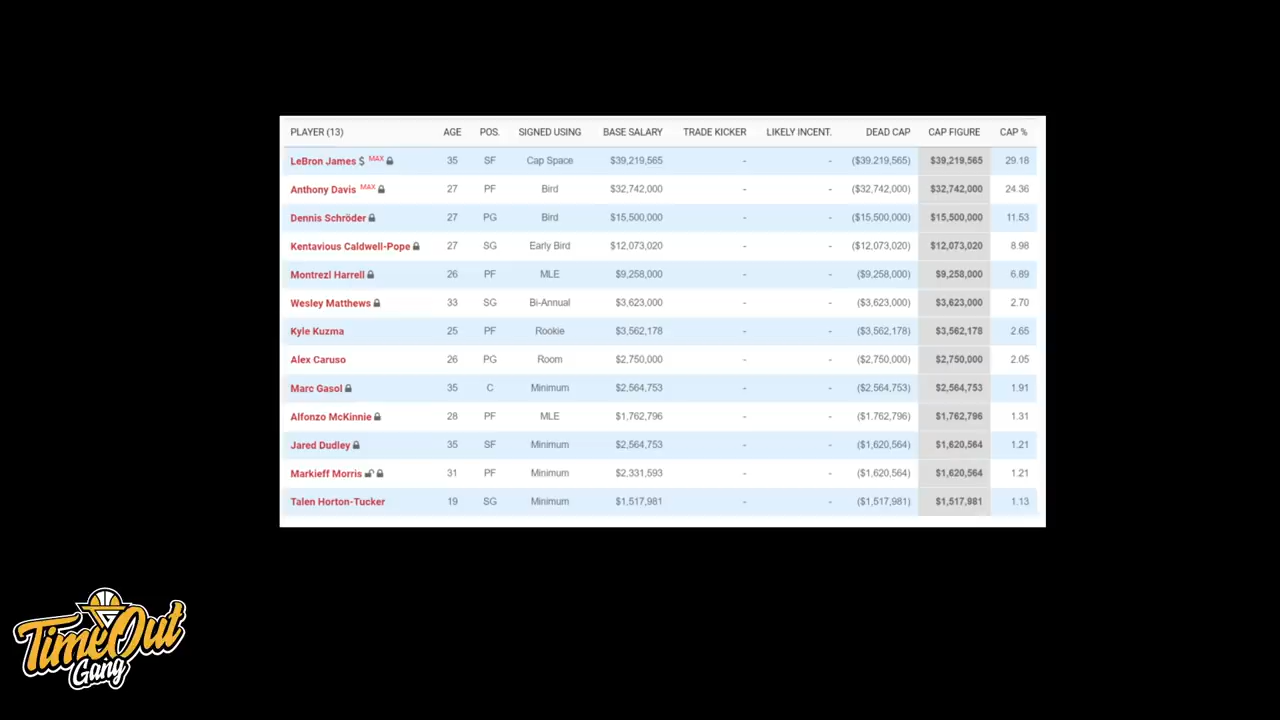 PLAYER (13) AGE POS. SIGNED USING BASE SALARY TRADE KICKER LIKELY INCENT. DEAD CAP CAP FIGURE CAP %
LeBron James $ MAX 35 SF Cap Space $39,219,565 - - ($39,219,565) $39,219,565 29.18
Anthony Davis MAX 27 PF Bird $32,742,000 - - ($32,742,000) $32,742,000 24.36
Dennis Schröder 27 PG Bird $15,500,000 - - ($15,500,000) $15,500,000 11.53
Kentavious Caldwell-Pope 27 SG Early Bird $12,073,020 - - ($12,073,020) $12,073,020 8.98
Montrezl Harrell 26 PF MLE $9,258,000 - - ($9,258,000) $9,258,000 6.89
Wesley Matthews 33 SG Bi-Annual $3,623,000 - - ($3,623,000) $3,623,000 2.70
Kyle Kuzma 25 PF Rookie $3,562,178 - - ($3,562,178) $3,562,178 2.65
Alex Caruso 26 PG Room $2,750,000 - - ($2,750,000) $2,750,000 2.05
Marc Gasol 35 C Minimum $2,564,753 - - ($2,564,753) $2,564,753 1.91
Alfonzo McKinnie 28 PF MLE $1,762,796 - - ($1,762,796) $1,762,796 1.31
Jared Dudley 35 SF Minimum $2,564,753 - - ($1,620,564) $1,620,564 1.21
Markieff Morris 31 PF Minimum $2,331,593 - - ($1,620,564) $1,620,564 1.21
Talen Horton-Tucker 19 SG Minimum $1,517,981 - - ($1,517,981) $1,517,981 1.13
TimeOut
Gang